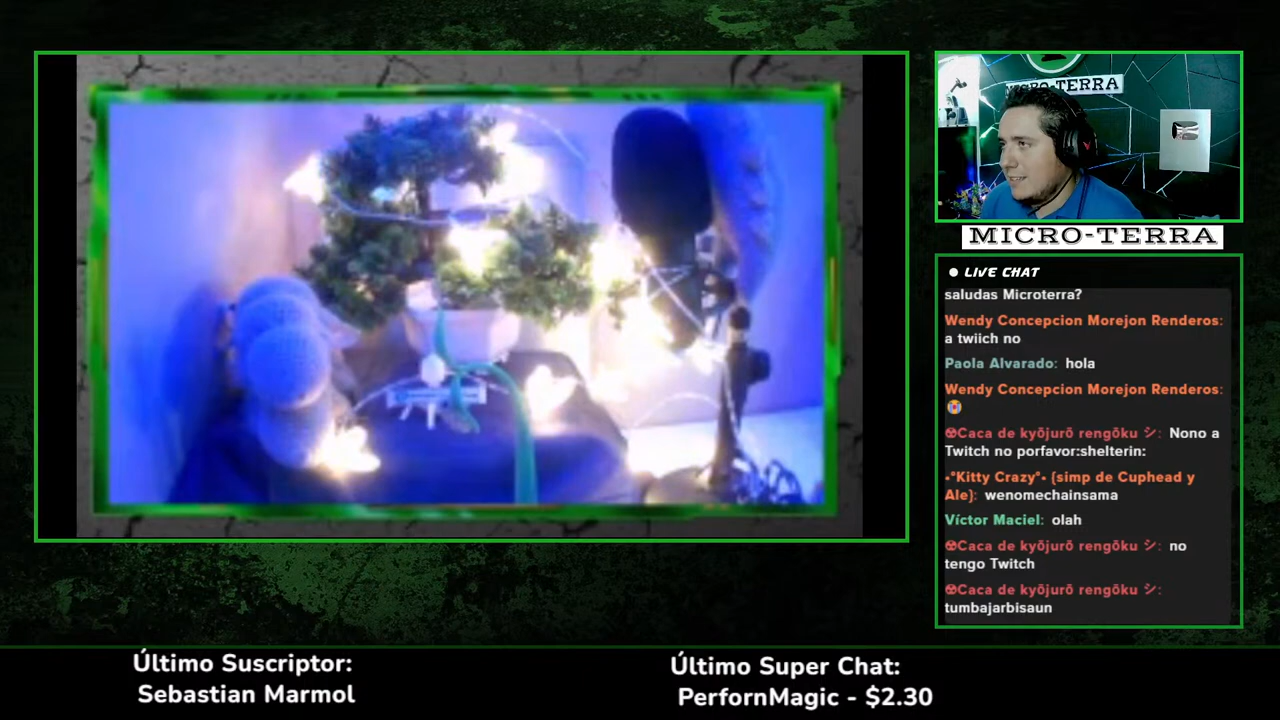 MICRO-TERRA
MICRO-TERRA
LIVE CHAT
saludas Microterra?
Wendy Concepcion Morejon Renderos:
a twiich no
Paola Alvarado: hola
Wendy Concepcion Morejon Renderos:
☢Caca de kyōjurō rengōku シ: Nono a
Twitch no porfavor:shelterin:
•°Kitty Crazy°• (simp de Cuphead y
Ale): wenomechainsama
Víctor Maciel: olah
☢Caca de kyōjurō rengōku シ: no
tengo Twitch
☢Caca de kyōjurō rengōku シ:
tumbajarbisaun
Último Suscriptor:
Sebastian Marmol
Último Super Chat:
PerfornMagic - $2.30